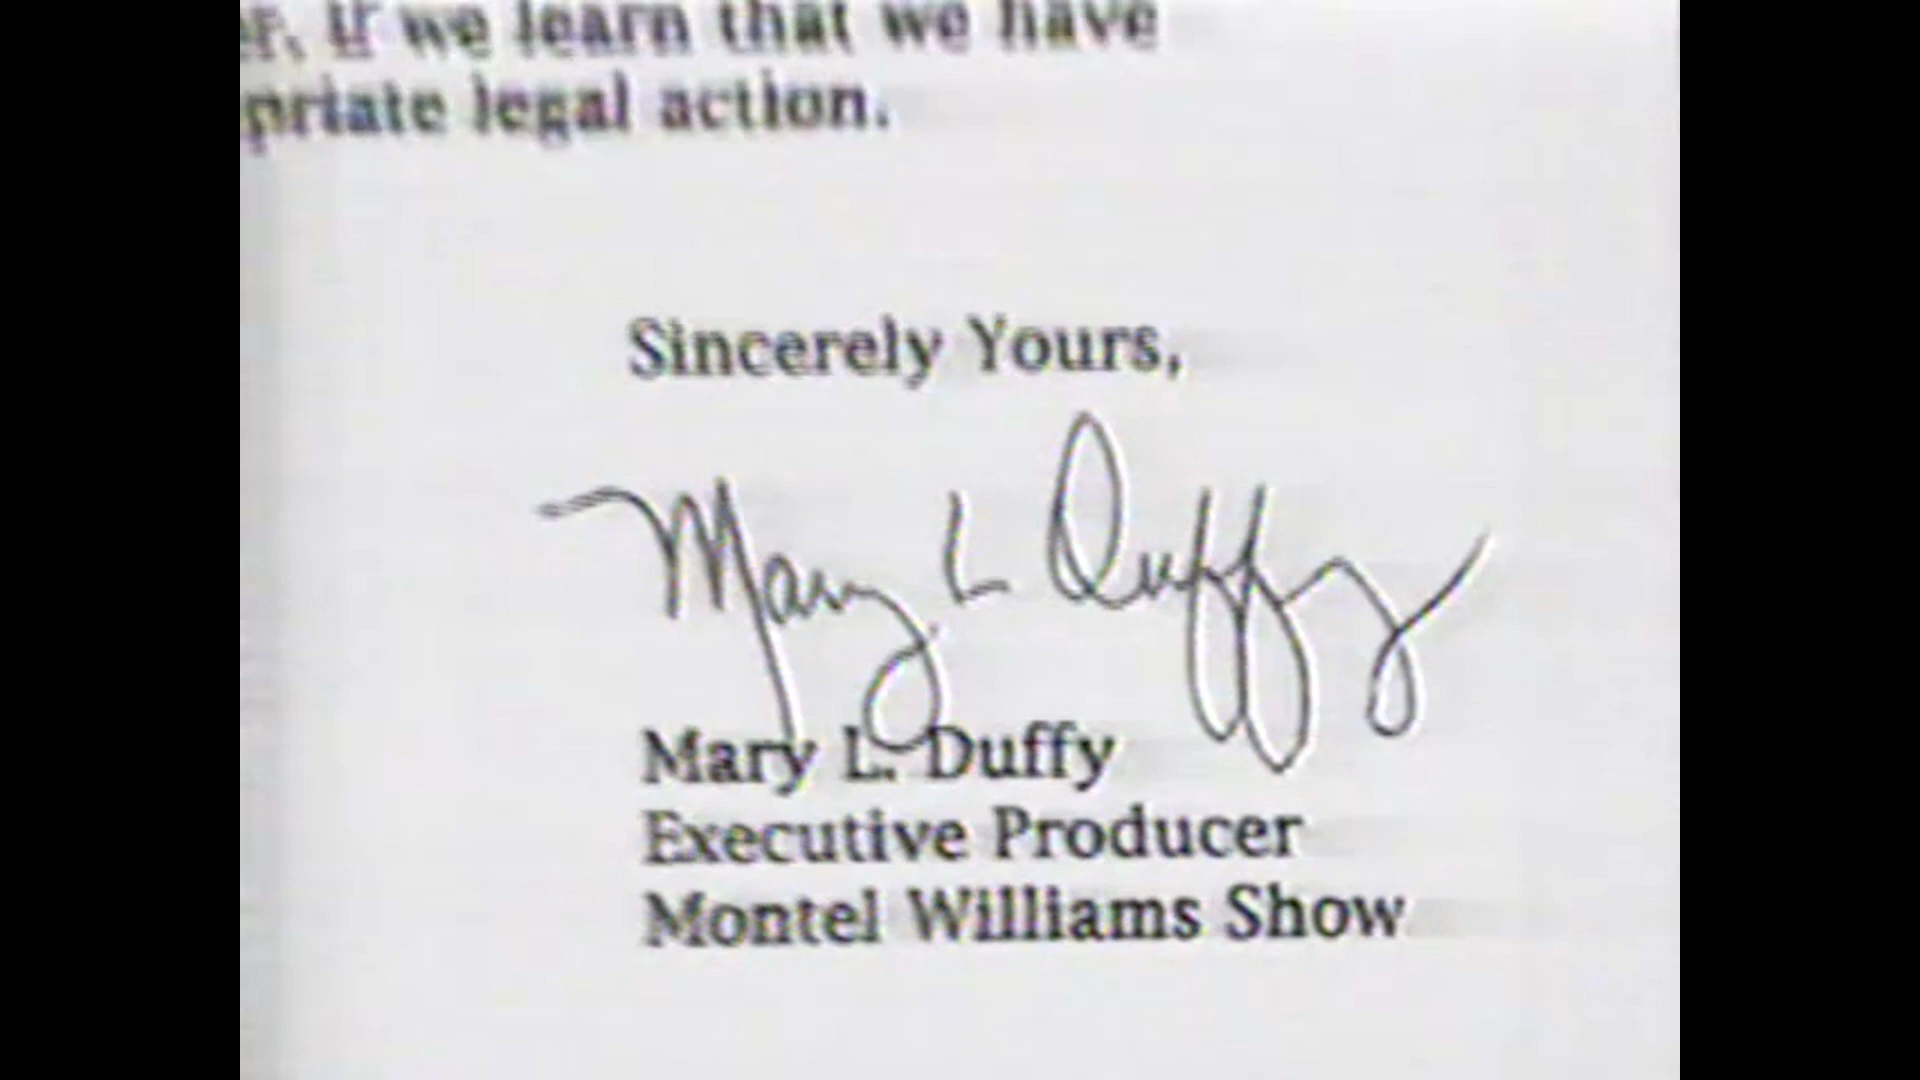 er, if we learn that we have
priate legal action.
Sincerely Yours,
Mary L Duffy
Mary L. Duffy
Executive Producer
Montel Williams Show